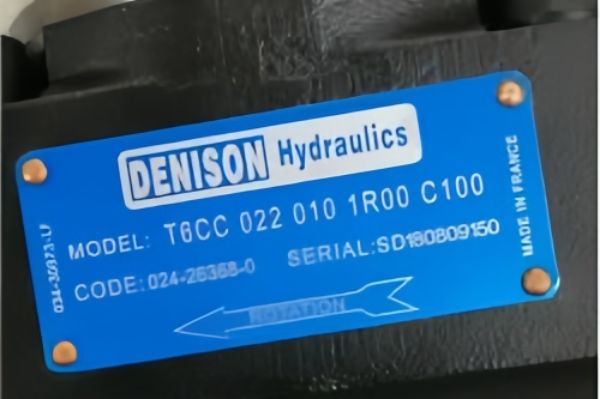 DENISON Hydraulics
MODEL: T6CC 022 010 1R00 C100
CODE: 024-26368-0 SERIAL: SD180809150
ROTATION
MADE IN FRANCE